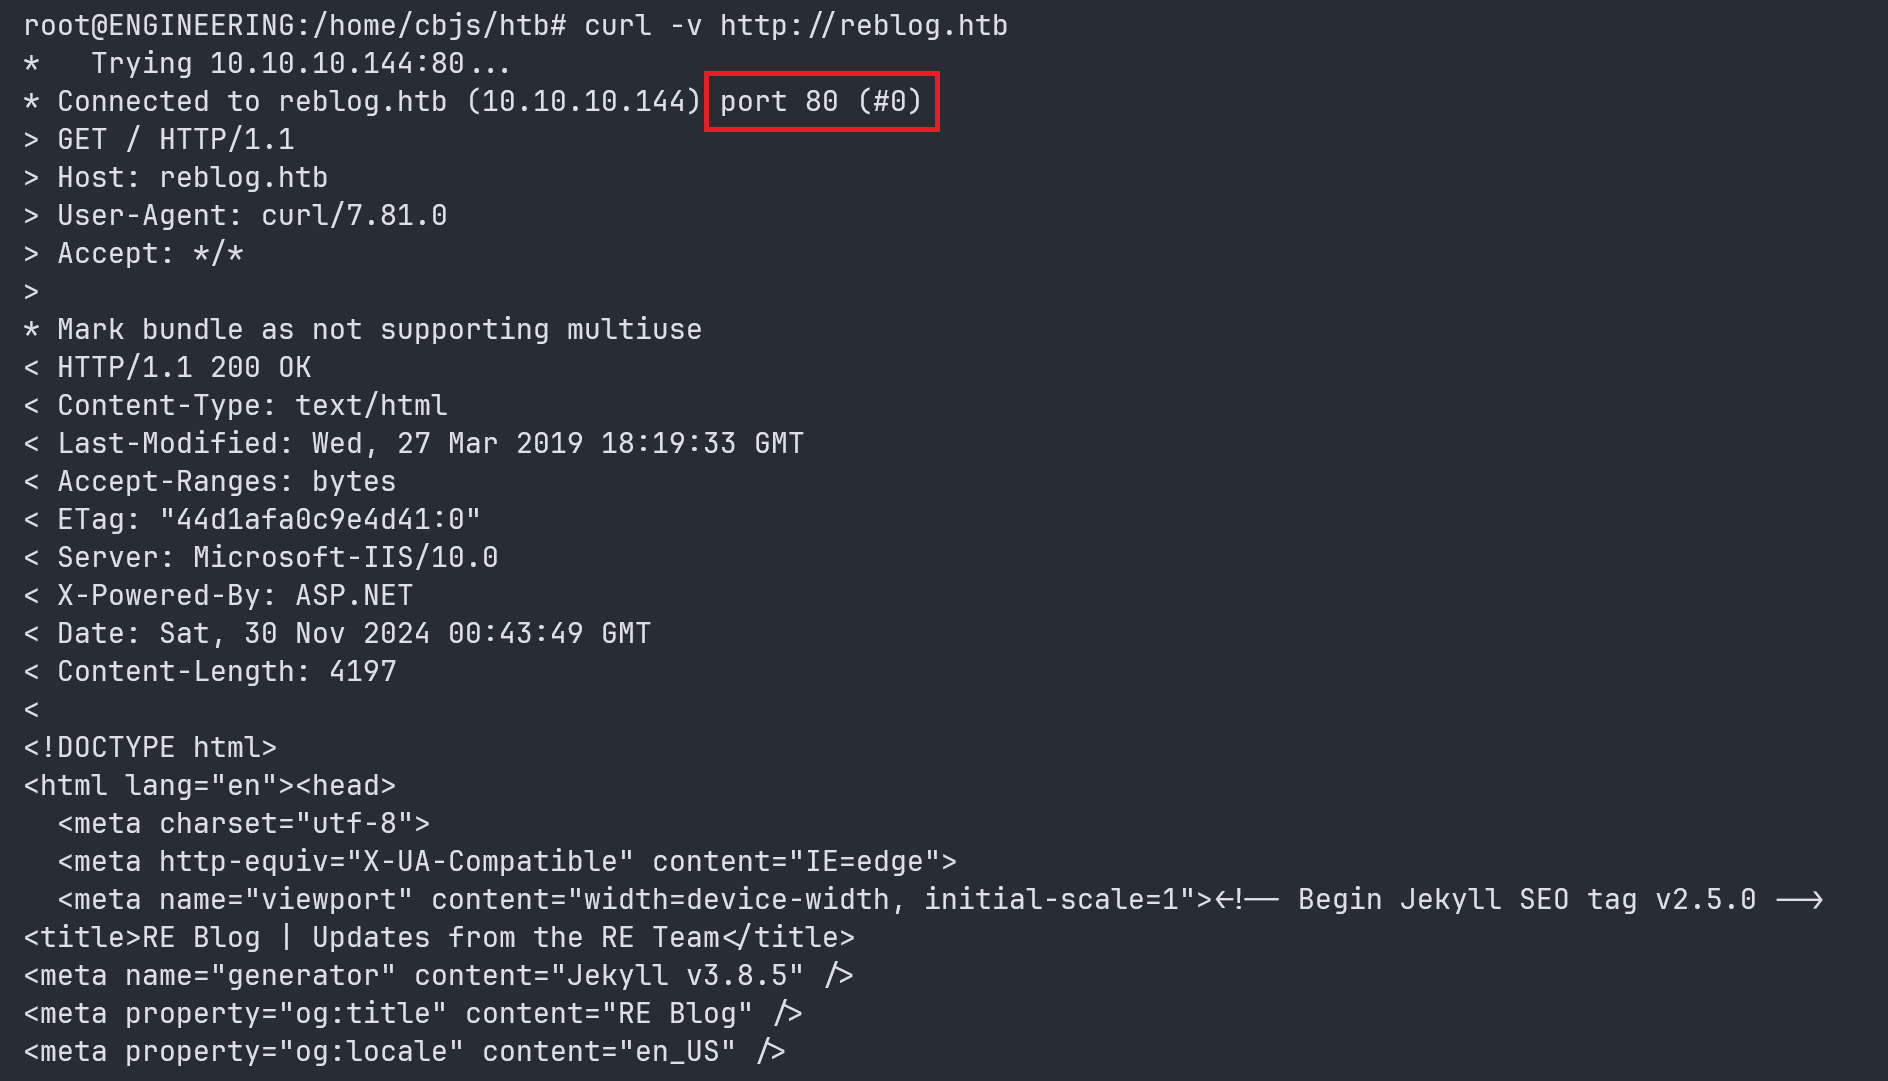 root@ENGINEERING:/home/cbjs/htb# curl -v http://reblog.htb
*   Trying 10.10.10.144:80...
* Connected to reblog.htb (10.10.10.144) port 80 (#0)
> GET / HTTP/1.1
> Host: reblog.htb
> User-Agent: curl/7.81.0
> Accept: */*
>
* Mark bundle as not supporting multiuse
< HTTP/1.1 200 OK
< Content-Type: text/html
< Last-Modified: Wed, 27 Mar 2019 18:19:33 GMT
< Accept-Ranges: bytes
< ETag: "44d1afa0c9e4d41:0"
< Server: Microsoft-IIS/10.0
< X-Powered-By: ASP.NET
< Date: Sat, 30 Nov 2024 00:43:49 GMT
< Content-Length: 4197
<
<!DOCTYPE html>
<html lang="en"><head>
  <meta charset="utf-8">
  <meta http-equiv="X-UA-Compatible" content="IE=edge">
  <meta name="viewport" content="width=device-width, initial-scale=1"><!-- Begin Jekyll SEO tag v2.5.0 -->
<title>RE Blog | Updates from the RE Team</title>
<meta name="generator" content="Jekyll v3.8.5" />
<meta property="og:title" content="RE Blog" />
<meta property="og:locale" content="en_US" />